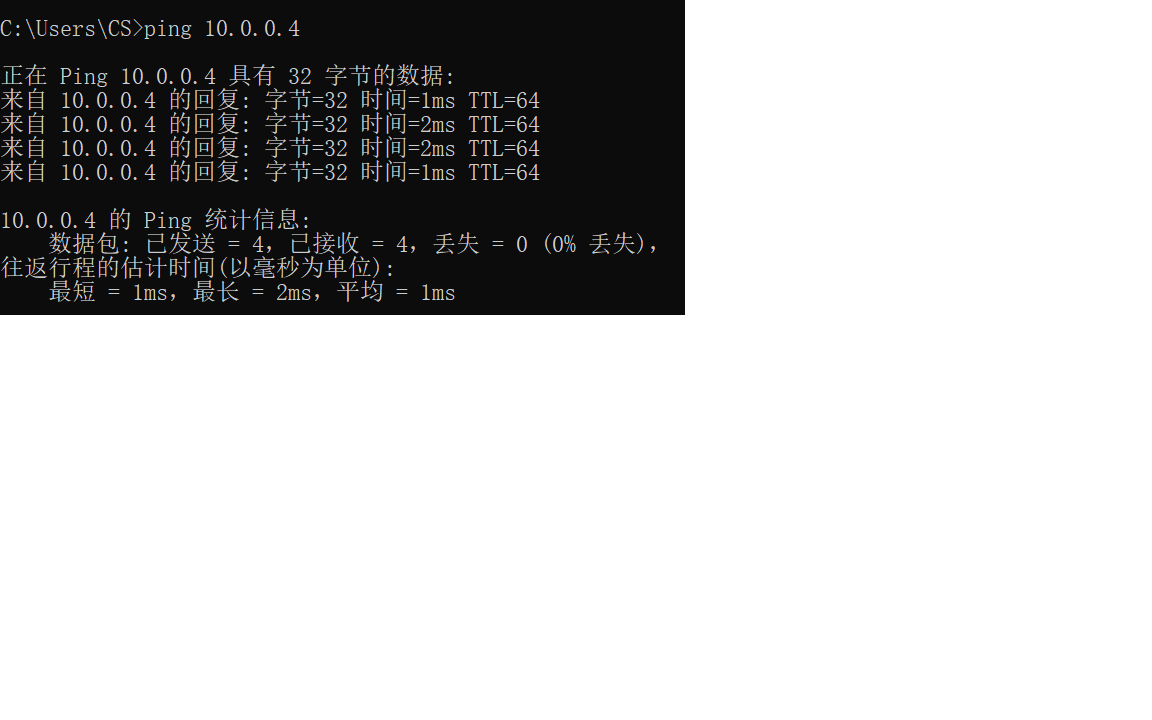 C:\Users\CS>ping 10.0.0.4
正在 Ping 10.0.0.4 具有 32 字节的数据:
来自 10.0.0.4 的回复: 字节=32 时间=1ms TTL=64
来自 10.0.0.4 的回复: 字节=32 时间=2ms TTL=64
来自 10.0.0.4 的回复: 字节=32 时间=2ms TTL=64
来自 10.0.0.4 的回复: 字节=32 时间=1ms TTL=64
10.0.0.4 的 Ping 统计信息:
数据包: 已发送 = 4，已接收 = 4，丢失 = 0 (0% 丢失)，
往返行程的估计时间(以毫秒为单位):
最短 = 1ms，最长 = 2ms，平均 = 1ms